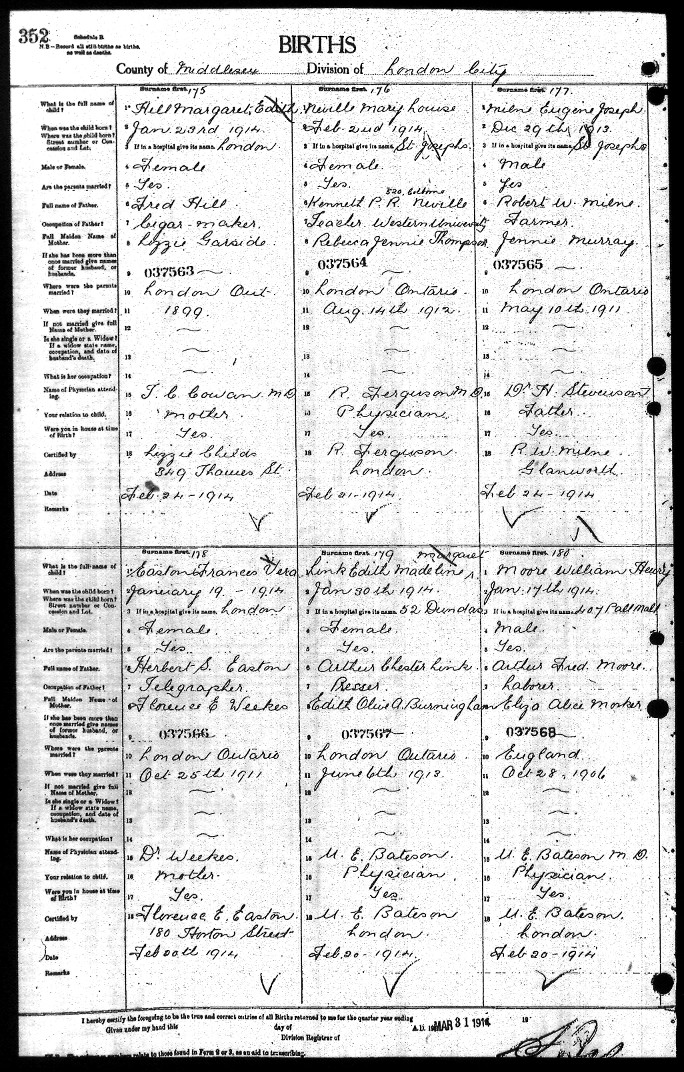 352
Schedule B.
N.B.—Record all still births as births, as well as deaths.
BIRTHS
County of Middlesex Division of London City
Surname first. 175
Surname first. 176
Surname first. 177.
What is the full name of child?
1 Hill Margaret Edith
1 Neville Mary Louise
1 Milne Eugene Joseph
When was the child born?
2 Jan 23rd 1914.
2 Feb 2nd 1914
2 Dec 29th 1913
Where was the child born? Street number or Concession and Lot.
3 If in a hospital give its name. London
3 If in a hospital give its name. St Josephs
3 If in a hospital give its name. St Josephs
Male or Female.
4 Female
4 Female
4 Male
Are the parents married?
5 Yes.
5 Yes.
5 Yes
Full name of Father.
6 Fred Hill
6 Kenneth P. R. Neville
6 Robert W. Milne
Occupation of Father?
7 Cigar-maker.
7 Teacher Western University
7 Farmer.
Full Maiden Name of Mother.
8 Lizzie Garside.
8 Rebeca Jennie Thompson
8 Jennie Murray.
If she has been more than once married give names of former husband, or husbands.
9 037563
9 037564
9 037565
Where were the parents married?
10 London Ont.
10 London Ontario.
10 London Ontario
When were they married?
11 1899.
11 Aug. 14th 1912.
11 May 10th 1911
If not married give full Name of Mother.
12
12
12
Is she single or a Widow? If a widow state name, occupation, and date of husband's death.
13
13
13
What is her occupation?
14
14
14
Name of Physician attending.
15 T. C. Cowan M.D.
15 R. Ferguson M.D.
15 Dr H. Stevenson
Your relation to child.
16 Mother.
16 Physician
16 Father.
Were you in house at time of Birth?
17 Yes.
17 Yes.
17 Yes.
Certified by
18 Lizzie Childs
18 R. Ferguson
18 R. W. Milne
Address
349 Thames St.
London.
Glanworth.
Date
Feb. 24-1914
Feb 21-1914
Feb 24-1914
Remarks
Surname first. 178
Surname first. 179 Margaret
Surname first. 180
What is the full name of child?
1 Easton Frances Vera
1 Link Edith Madeline
1 Moore William Henry
When was the child born?
2 January 19-1914
2 Jan 30th 1914.
2 Jan. 17th 1914.
Where was the child born? Street number or Concession and Lot.
3 If in a hospital give its name. London
3 If in a hospital give its name. 52 Dundas
3 If in a hospital give its name. 407 Pall Mall
Male or Female.
4 Female
4 Female.
4 Male.
Are the parents married?
5 Yes.
5 Yes.
5 Yes.
Full name of Father.
6 Herbert S. Easton
6 Arthur Chester Link.
6 Arthur Fred. Moore.
Occupation of Father?
7 Telegrapher.
7 Presser.
7 Laborer.
Full Maiden Name of Mother.
8 Florence E Weekes
8 Edith Olie A. Burningham
8 Eliza Alice Monker
If she has been more than once married give names of former husband, or husbands.
9 037566
9 037567
9 037568
Where were the parents married?
10 London Ontario
10 London Ontario.
10 England
When were they married?
11 Oct 25th 1911
11 June 6th 1913.
11 Oct 28, 1906
If not married give full Name of Mother.
12
12
12
Is she single or a Widow? If a widow state name, occupation, and date of husband's death.
13
13
13
What is her occupation?
14
14
14
Name of Physician attending.
15 Dr. Weekes.
15 U. E. Bateson.
15 U. E. Bateson M. D.
Your relation to child.
16 Mother.
16 Physician
16 Physician.
Were you in house at time of Birth?
17 Yes.
17 Yes.
17 Yes.
Certified by
18 Florence E. Easton.
18 U. E. Bateson
18 U. E. Bateson
Address
180 Horton Street
London.
London.
Date
Feb 20th 1914
Feb. 20-1914
Feb 20-1914
Remarks
I hereby certify the foregoing to be the true and correct entries of all Births returned to me for the quarter year ending
Given under my hand this day of A.D. 19 MAR 31 1914 19
Division Registrar of
relate to those found in Form 2 or 3, as an aid to transcribing.